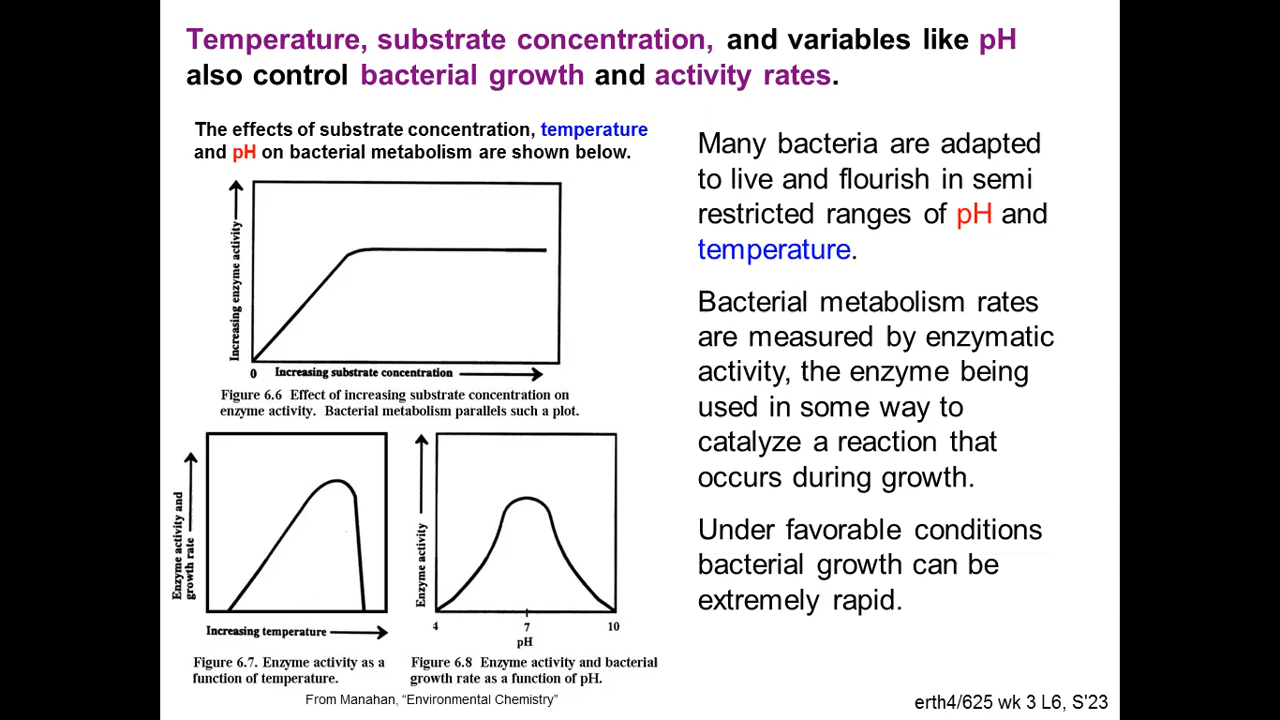 Temperature, substrate concentration, and variables like pH
also control bacterial growth and activity rates.
The effects of substrate concentration, temperature
and pH on bacterial metabolism are shown below.
Increasing enzyme activity
0 Increasing substrate concentration
Figure 6.6 Effect of increasing substrate concentration on
enzyme activity. Bacterial metabolism parallels such a plot.
Enzyme activity and
growth rate
Increasing temperature
Figure 6.7. Enzyme activity as a
function of temperature.
Enzyme activity
4 7 10
pH
Figure 6.8 Enzyme activity and bacterial
growth rate as a function of pH.
From Manahan, “Environmental Chemistry”
Many bacteria are adapted
to live and flourish in semi
restricted ranges of pH and
temperature.
Bacterial metabolism rates
are measured by enzymatic
activity, the enzyme being
used in some way to
catalyze a reaction that
occurs during growth.
Under favorable conditions
bacterial growth can be
extremely rapid.
erth4/625 wk 3 L6, S'23